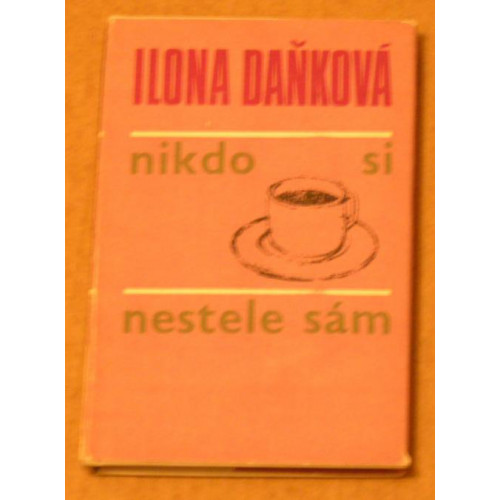 ILONA DAŇKOVÁ
nikdo si
nestele sám